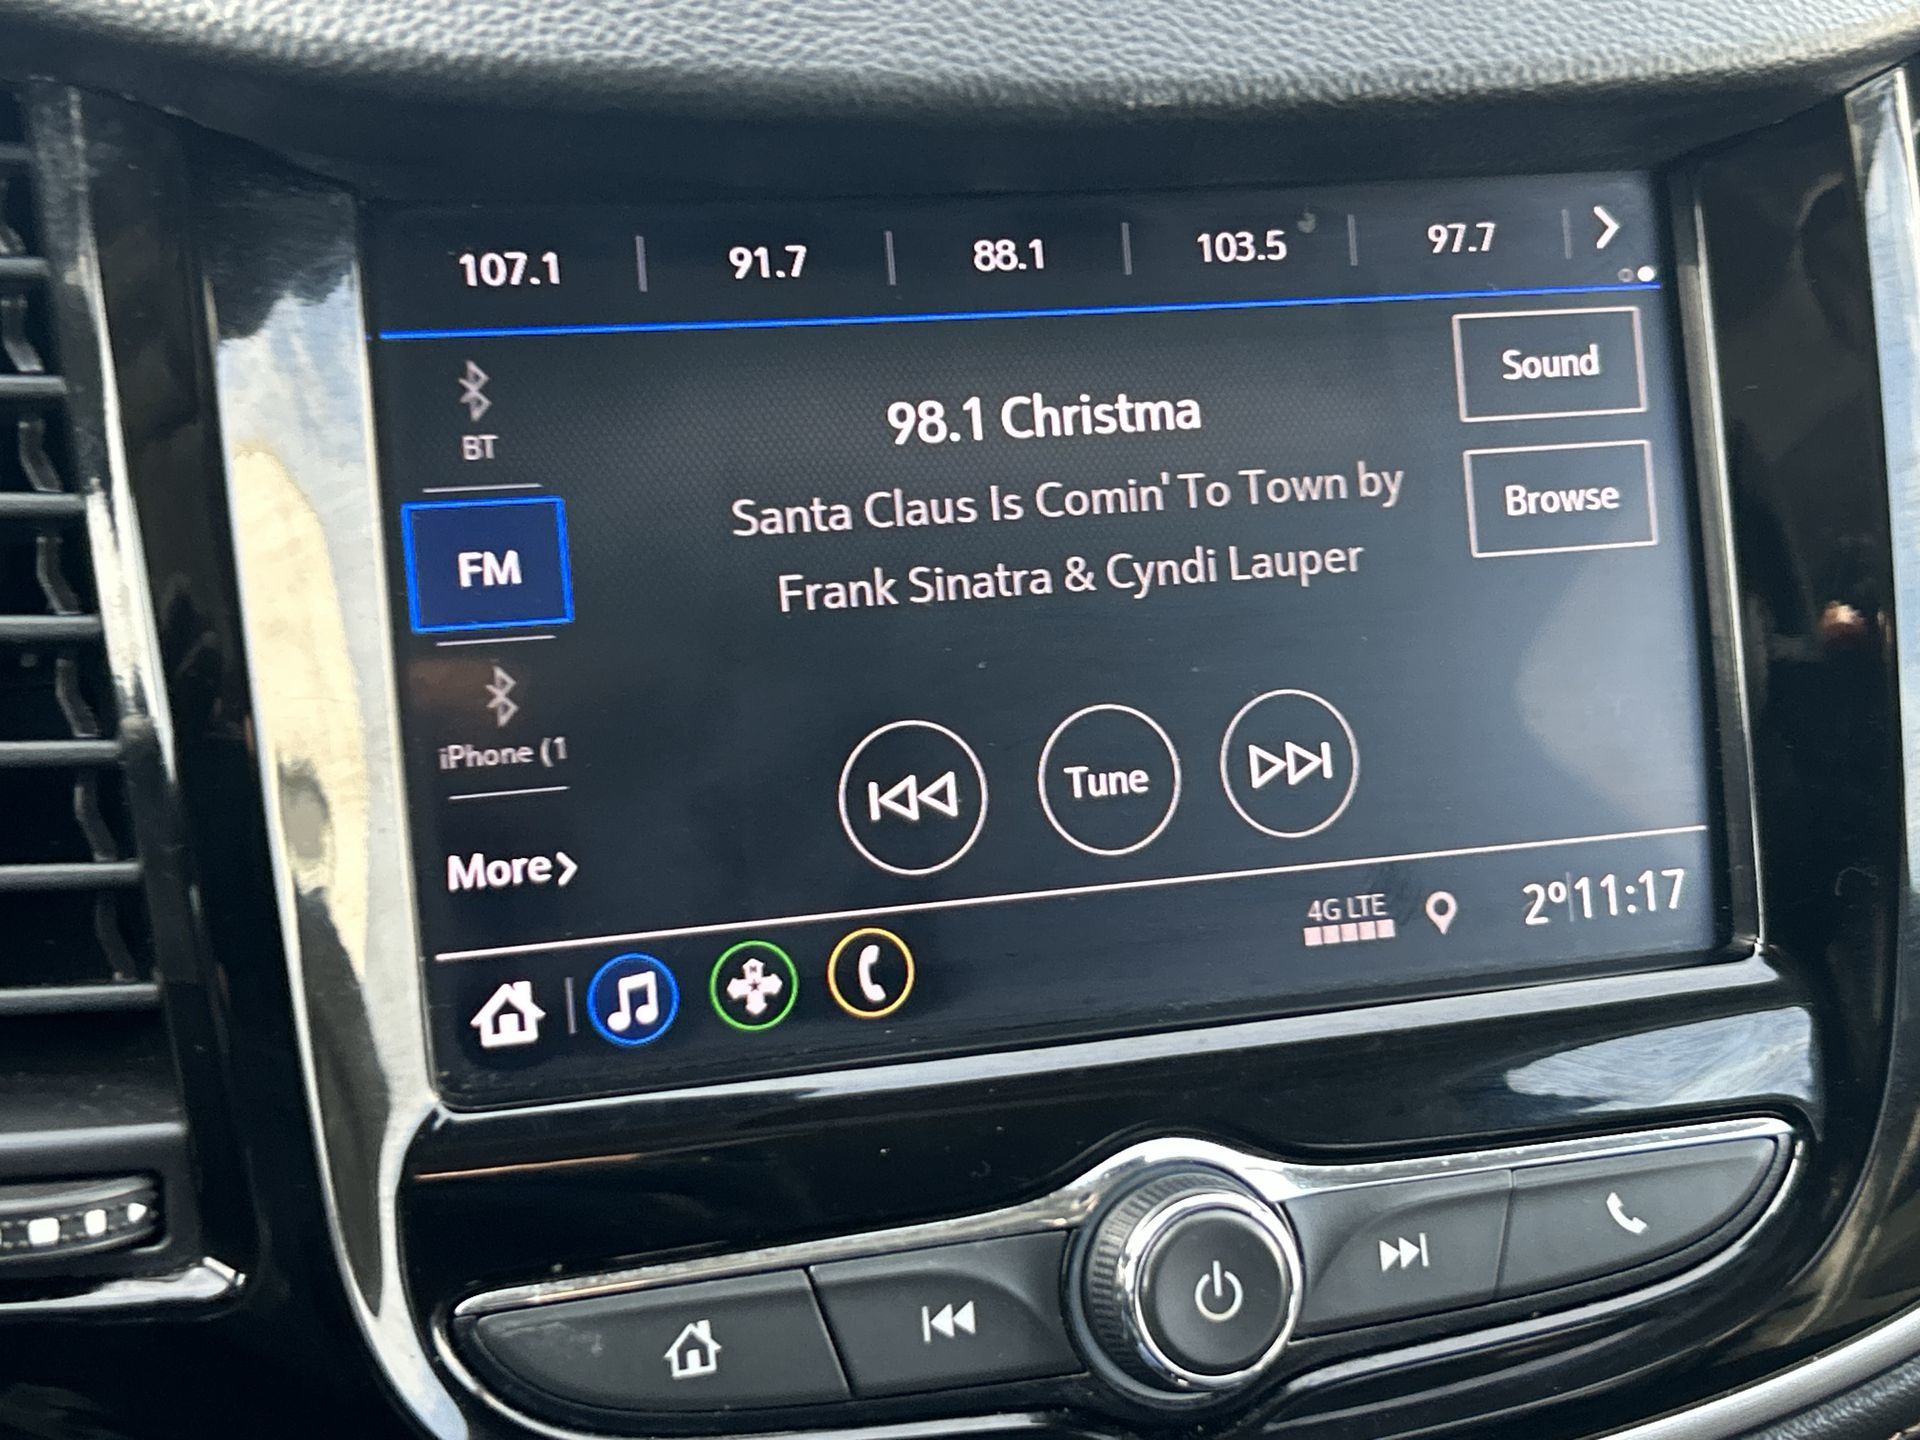 107.1 91.7 88.1 103.5 97.7
Sound
BT
98.1 Christma
Browse
Santa Claus Is Comin' To Town by
FM
Frank Sinatra & Cyndi Lauper
iPhone (1
Tune
More
4G LTE
2° 11:17